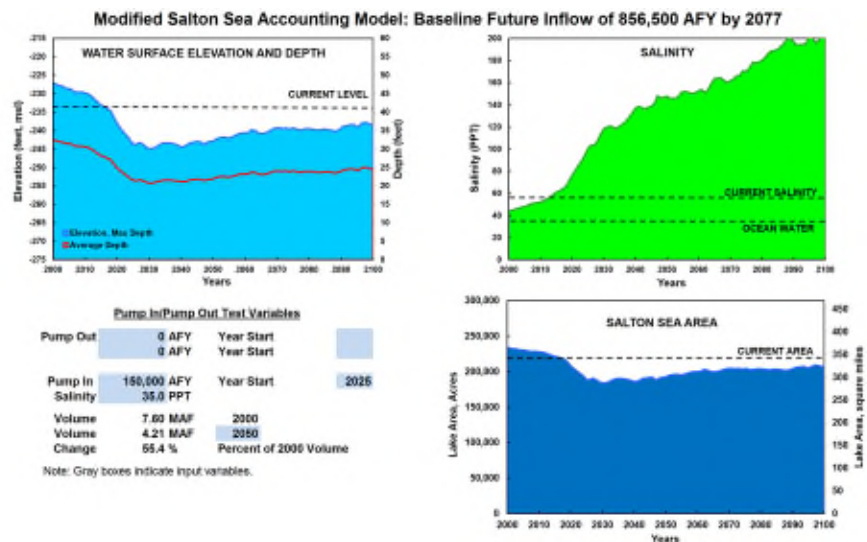 Modified Salton Sea Accounting Model: Baseline Future Inflow of 856,500 AFY by 2077
WATER SURFACE ELEVATION AND DEPTH
-210
-215
-220
-225
-230
-235
-240
-245
-250
-255
-260
-265
-270
-275
Elevation (feet, msl)
60
55
50
45
40
35
30
25
20
15
10
5
0
Depth (feet)
CURRENT LEVEL
Elevation, Max Depth
Average Depth
2000 2010 2020 2030 2040 2050 2060 2070 2080 2090 2100
Years
SALINITY
200
180
160
140
120
100
80
60
40
20
0
Salinity (PPT)
CURRENT SALINITY
OCEAN WATER
2000 2010 2020 2030 2040 2050 2060 2070 2080 2090 2100
Years
Pump In/Pump Out Test Variables
Pump Out 0 AFY Year Start
0 AFY Year Start
Pump In 150,000 AFY Year Start 2025
Salinity 35.0 PPT
Volume 7.60 MAF 2000
Volume 4.21 MAF 2050
Change 55.4 % Percent of 2000 Volume
Note: Gray boxes indicate input variables.
SALTON SEA AREA
300,000
250,000
200,000
150,000
100,000
50,000
0
Lake Area, Acres
450
400
350
300
250
200
150
100
50
0
Lake Area, square miles
CURRENT AREA
2000 2010 2020 2030 2040 2050 2060 2070 2080 2090 2100
Years